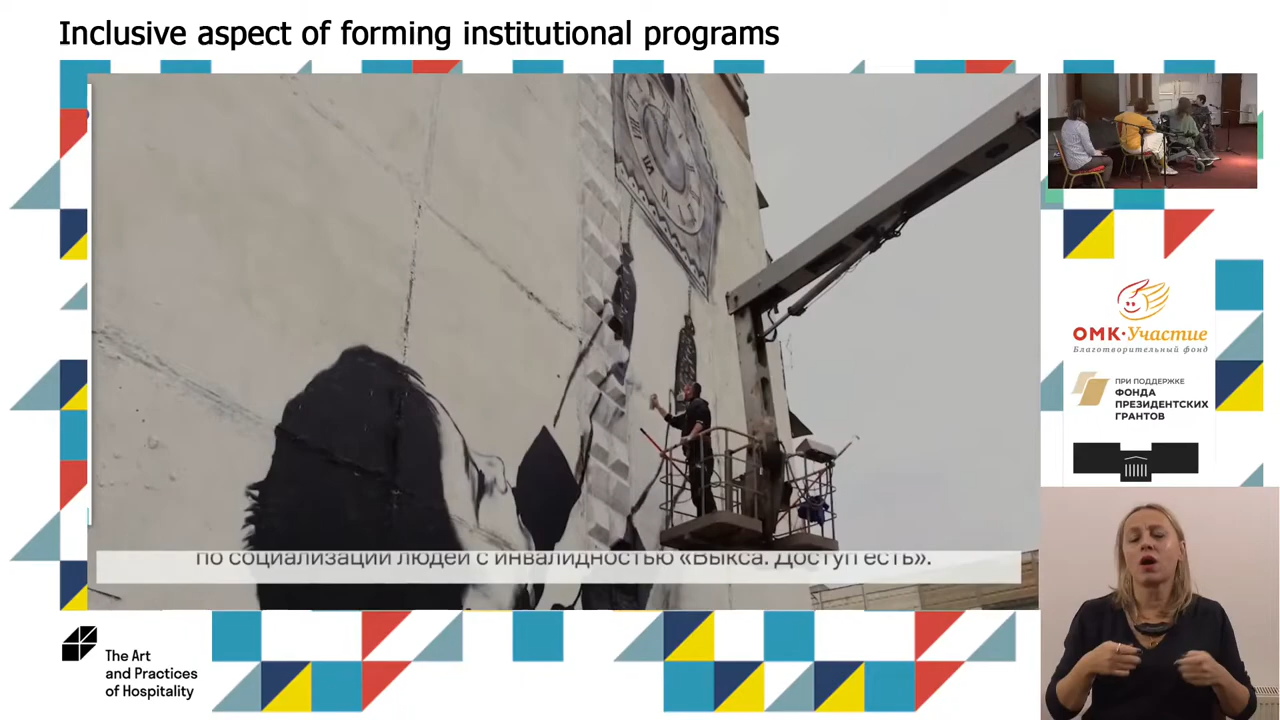 Inclusive aspect of forming institutional programs
ОМК·Участие
Благотворительный фонд
ПРИ ПОДДЕРЖКЕ
ФОНДА
ПРЕЗИДЕНТСКИХ
ГРАНТОВ
по социализации людей с инвалидностью «Выкса. Доступ есть».
The Art
and Practices
of Hospitality